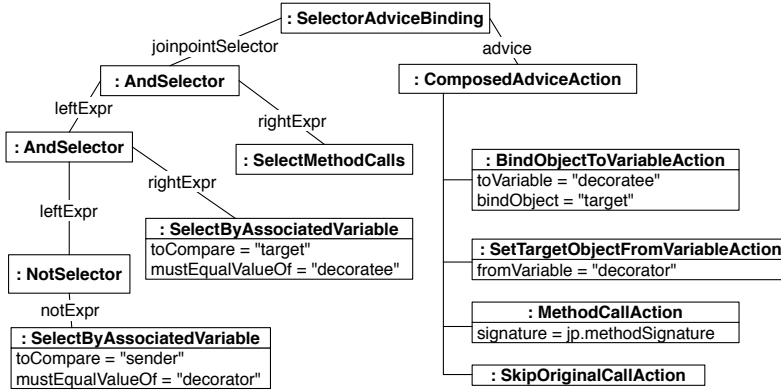 : SelectorAdviceBinding
joinpointSelector
advice
: AndSelector
: ComposedAdviceAction
leftExpr
rightExpr
: AndSelector
: SelectMethodCalls
: BindObjectToVariableAction
toVariable = "decoratee"
bindObject = "target"
rightExpr
leftExpr
: SelectByAssociatedVariable
toCompare = "target"
mustEqualValueOf = "decoratee"
: SetTargetObjectFromVariableAction
fromVariable = "decorator"
: NotSelector
notExpr
: MethodCallAction
signature = jp.methodSignature
: SelectByAssociatedVariable
toCompare = "sender"
mustEqualValueOf = "decorator"
: SkipOriginalCallAction